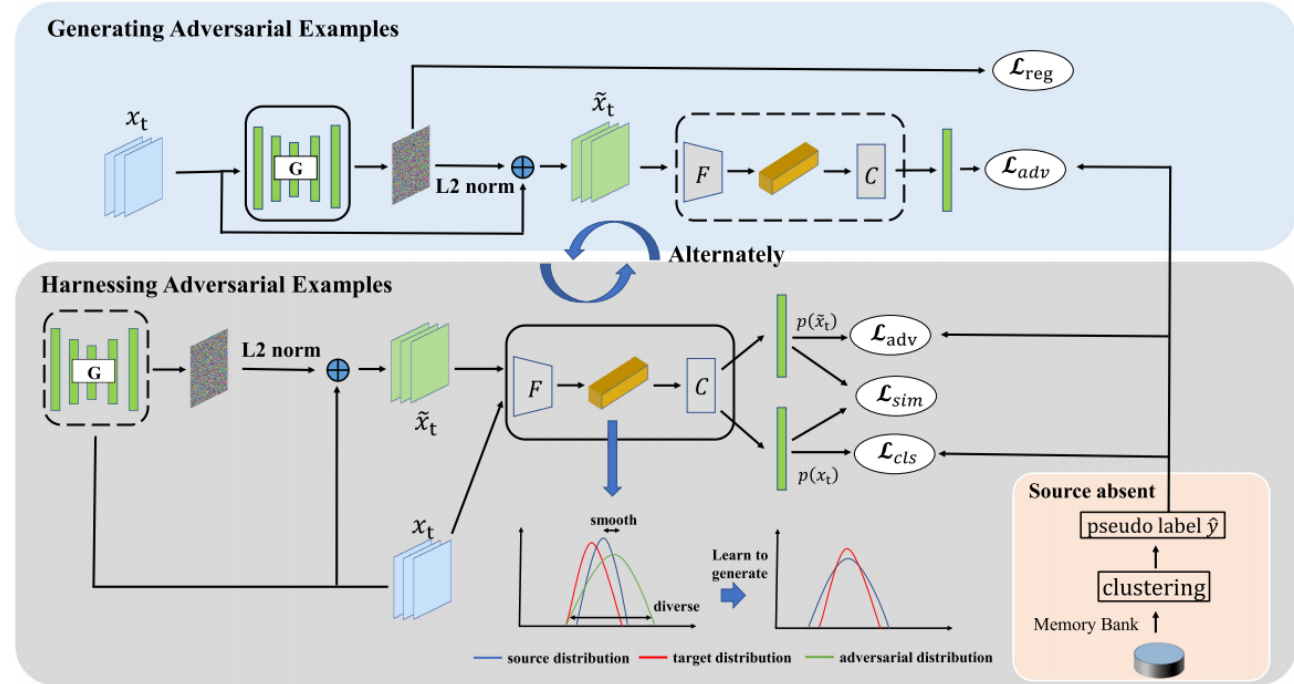 Generating Adversarial Examples
𝓛reg
xt
x̃t
G
L2 norm
F
C
𝓛adv
Alternately
Harnessing Adversarial Examples
G
L2 norm
x̃t
F
C
p(x̃t)
𝓛adv
𝓛sim
𝓛cls
p(xt)
xt
smooth
diverse
Learn to
generate
source distribution
target distribution
adversarial distribution
Source absent
pseudo label ŷ
clustering
Memory Bank